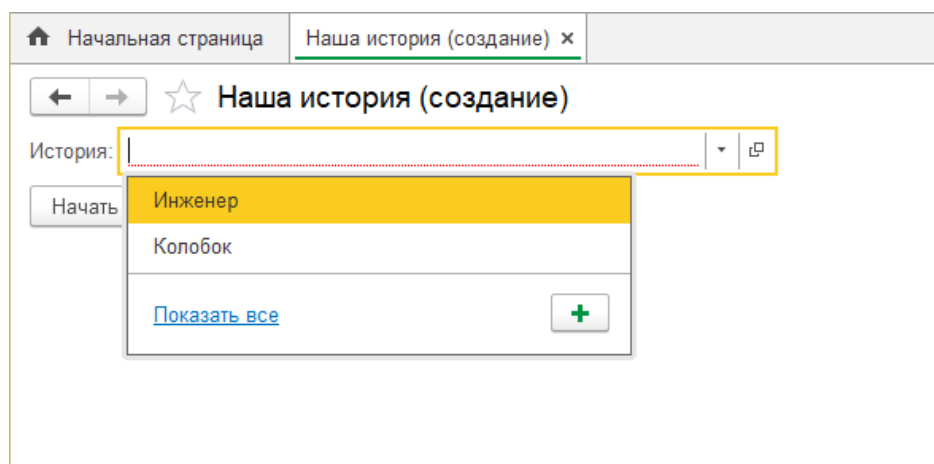 Начальная страница
Наша история (создание) ×
Наша история (создание)
История:
Начать
Инженер
Колобок
Показать все